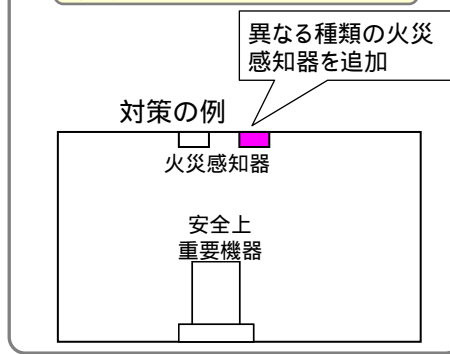 異なる種類の火災
感知器を追加
対策の例
火災感知器
安全上
重要機器